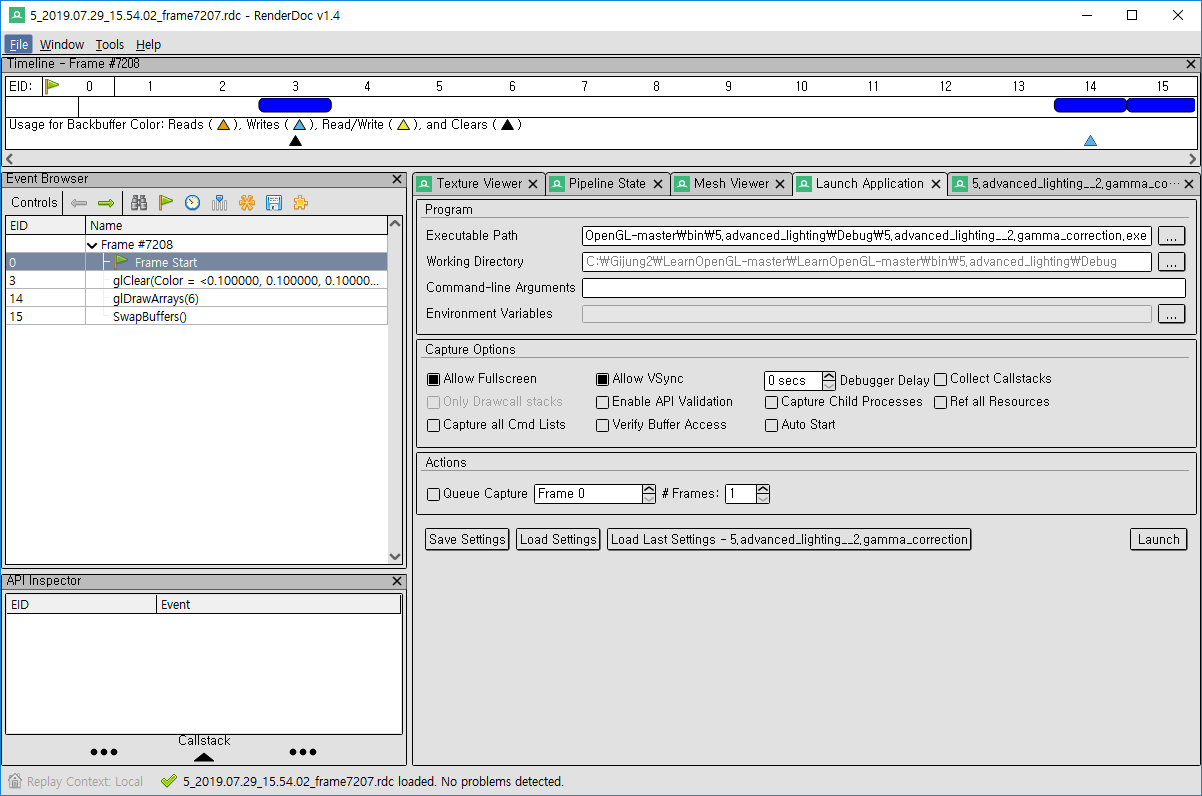 5_2019.07.29_15.54.02_frame7207.rdc - RenderDoc v1.4
File Window Tools Help
Timeline - Frame #7208
EID: 0 1 2 3 4 5 6 7 8 9 10 11 12 13 14 15
Usage for Backbuffer Color: Reads ( ), Writes ( ), Read/Write ( ), and Clears ( )
Event Browser
Controls
EID Name
Frame #7208
0 Frame Start
3 glClear(Color = <0.100000, 0.100000, 0.10000...
14 glDrawArrays(6)
15 SwapBuffers()
API Inspector
EID Event
Callstack
Texture Viewer Pipeline State Mesh Viewer Launch Application 5.advanced_lighting__2.gamma_co...
Program
Executable Path OpenGL-master₩bin₩5.advanced_lighting₩Debug₩5.advanced_lighting__2.gamma_correction.exe ...
Working Directory C:₩Gijung2₩LearnOpenGL-master₩LearnOpenGL-master₩bin₩5.advanced_lighting₩Debug ...
Command-line Arguments
Environment Variables ...
Capture Options
Allow Fullscreen Allow VSync 0 secs Debugger Delay Collect Callstacks
Only Drawcall stacks Enable API Validation Capture Child Processes Ref all Resources
Capture all Cmd Lists Verify Buffer Access Auto Start
Actions
Queue Capture Frame 0 # Frames: 1
Save Settings Load Settings Load Last Settings - 5.advanced_lighting__2.gamma_correction Launch
Replay Context: Local 5_2019.07.29_15.54.02_frame7207.rdc loaded. No problems detected.